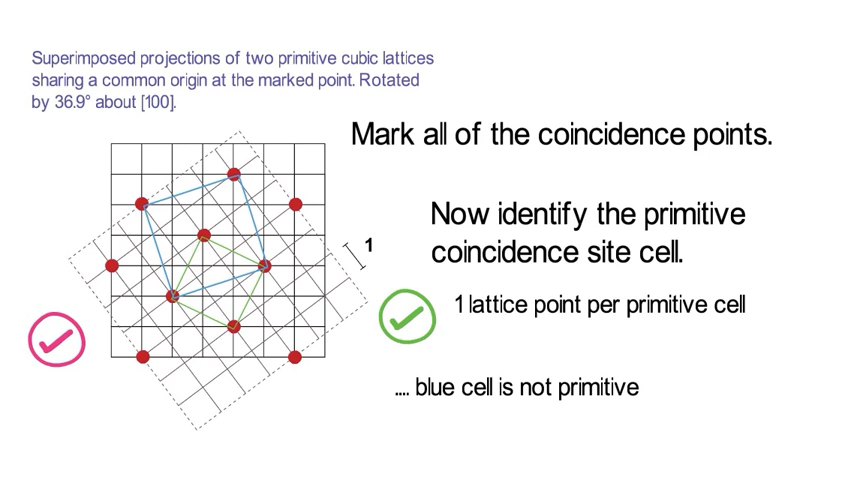 Superimposed projections of two primitive cubic lattices
sharing a common origin at the marked point. Rotated
by 36.9° about [100].
Mark all of the coincidence points.
Now identify the primitive
coincidence site cell.
1
1 lattice point per primitive cell
.... blue cell is not primitive